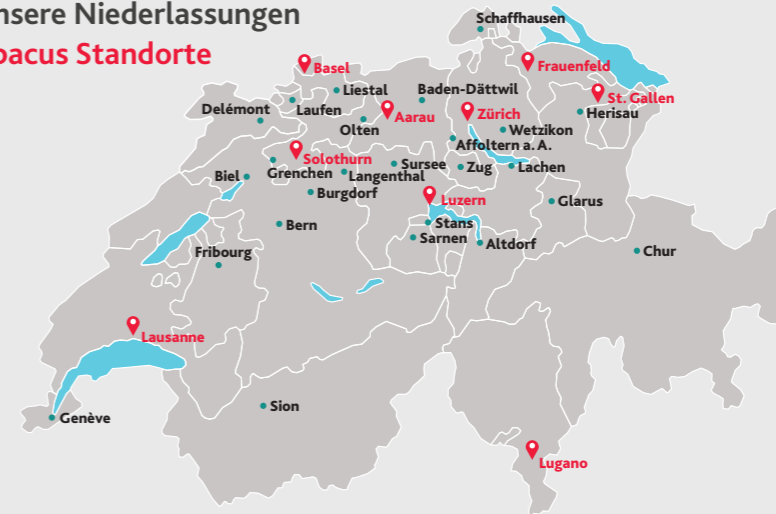 nsere Niederlassungen
bacus Standorte
Schaffhausen
Basel
Frauenfeld
Liestal
Baden-Dättwil
St. Gallen
Delémont
Laufen
Aarau
Zürich
Herisau
Olten
Wetzikon
Affoltern a. A.
Solothurn
Grenchen
Langenthal
Sursee
Zug
Lachen
Biel
Burgdorf
Luzern
Glarus
Bern
Stans
Sarnen
Altdorf
Fribourg
Chur
Lausanne
Sion
Genève
Lugano